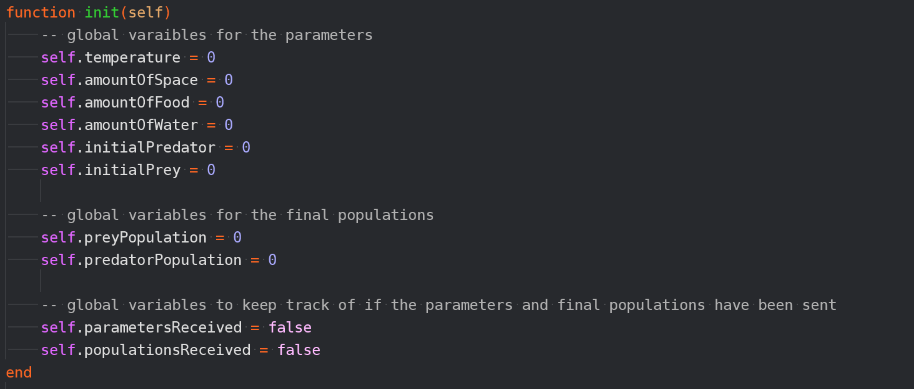 function init(self)
-- global varaibles for the parameters
self.temperature = 0
self.amountOfSpace = 0
self.amountOfFood = 0
self.amountOfWater = 0
self.initialPredator = 0
self.initialPrey = 0
-- global variables for the final populations
self.preyPopulation = 0
self.predatorPopulation = 0
-- global variables to keep track of if the parameters and final populations have been sent
self.parametersReceived = false
self.populationsReceived = false
end